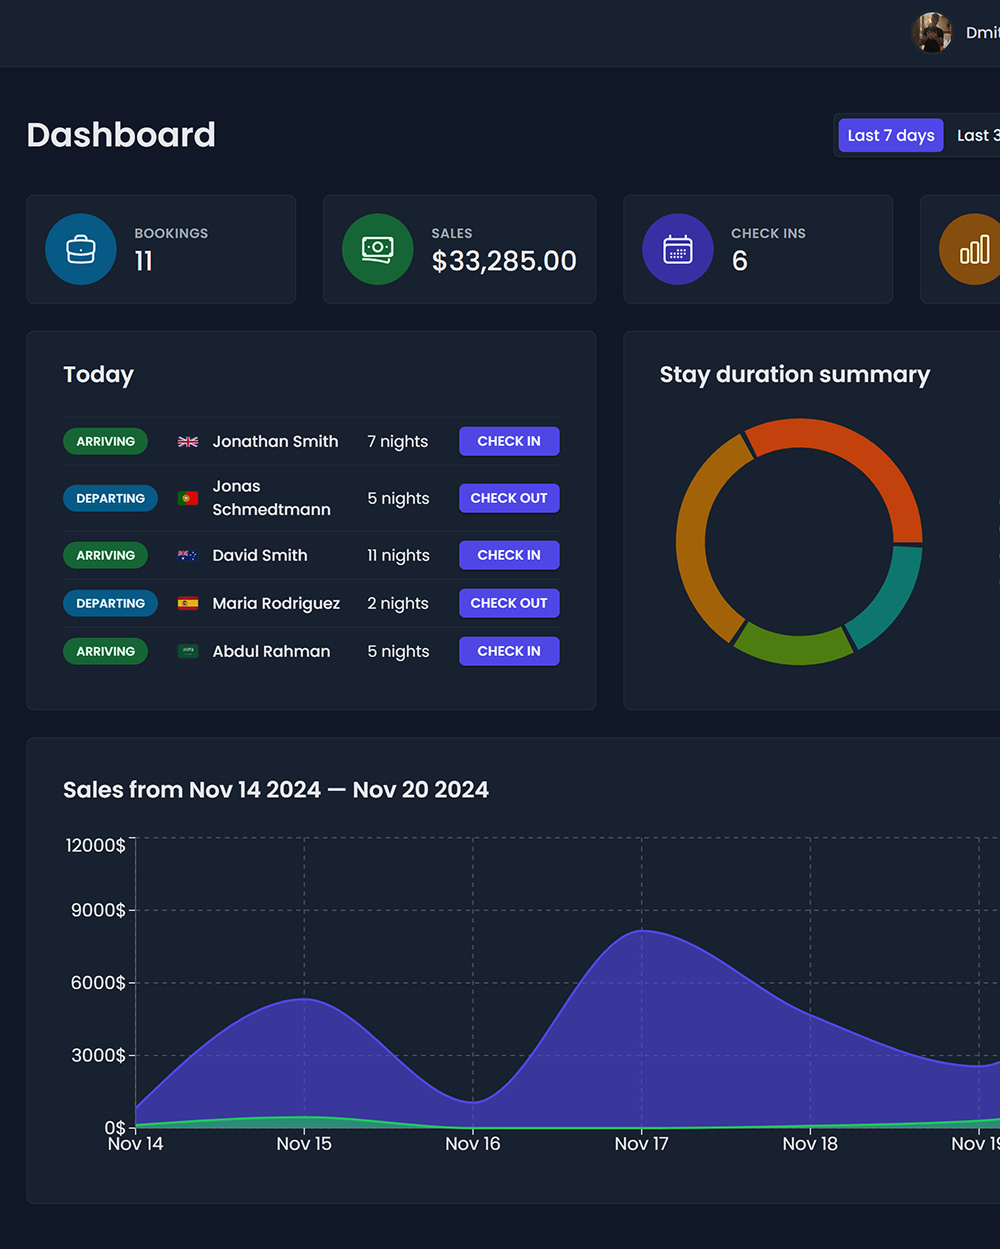 Dmit
Dashboard
Last 7 days
Last 3
BOOKINGS
11
SALES
$33,285.00
CHECK INS
6
Today
ARRIVING Jonathan Smith 7 nights CHECK IN
DEPARTING Jonas Schmedtmann 5 nights CHECK OUT
ARRIVING David Smith 11 nights CHECK IN
DEPARTING Maria Rodriguez 2 nights CHECK OUT
ARRIVING Abdul Rahman 5 nights CHECK IN
Stay duration summary
Sales from Nov 14 2024 — Nov 20 2024
12000$
9000$
6000$
3000$
0$
Nov 14 Nov 15 Nov 16 Nov 17 Nov 18 Nov 19